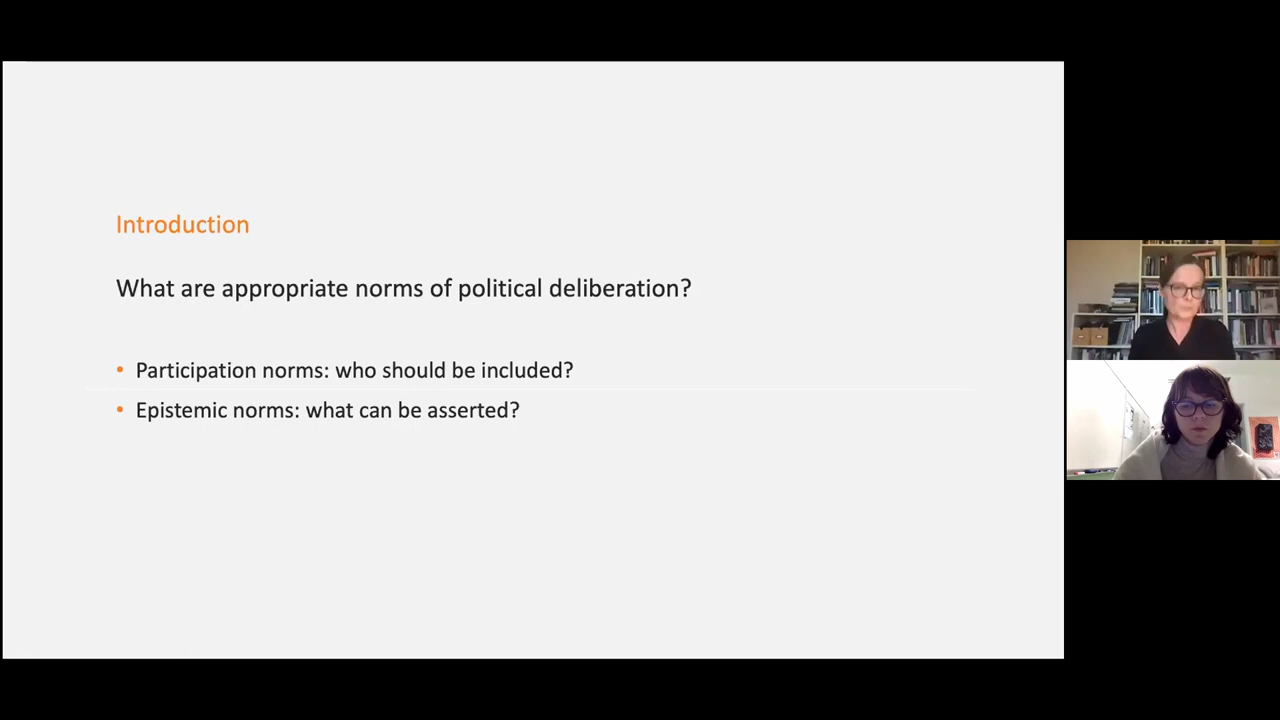 Introduction
What are appropriate norms of political deliberation?
• Participation norms: who should be included?
• Epistemic norms: what can be asserted?